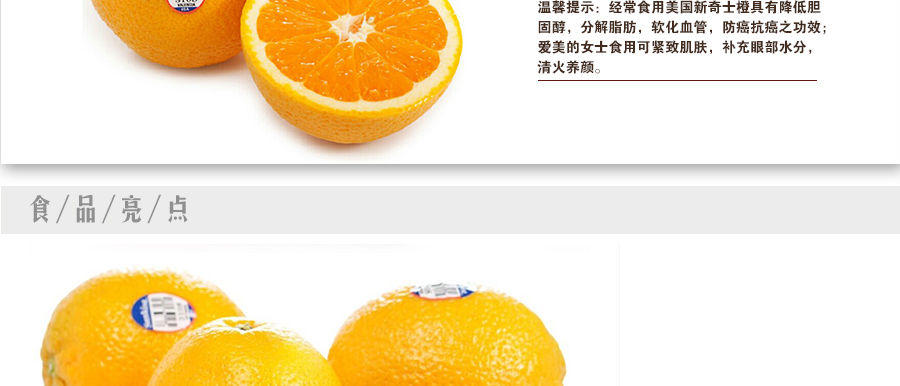 温馨提示：经常食用美国新奇士橙具有降低胆
固醇，分解脂肪，软化血管，防癌抗癌之功效；
爱美的女士食用可紧致肌肤，补充眼部水分，
清火养颜。
食/品/亮/点